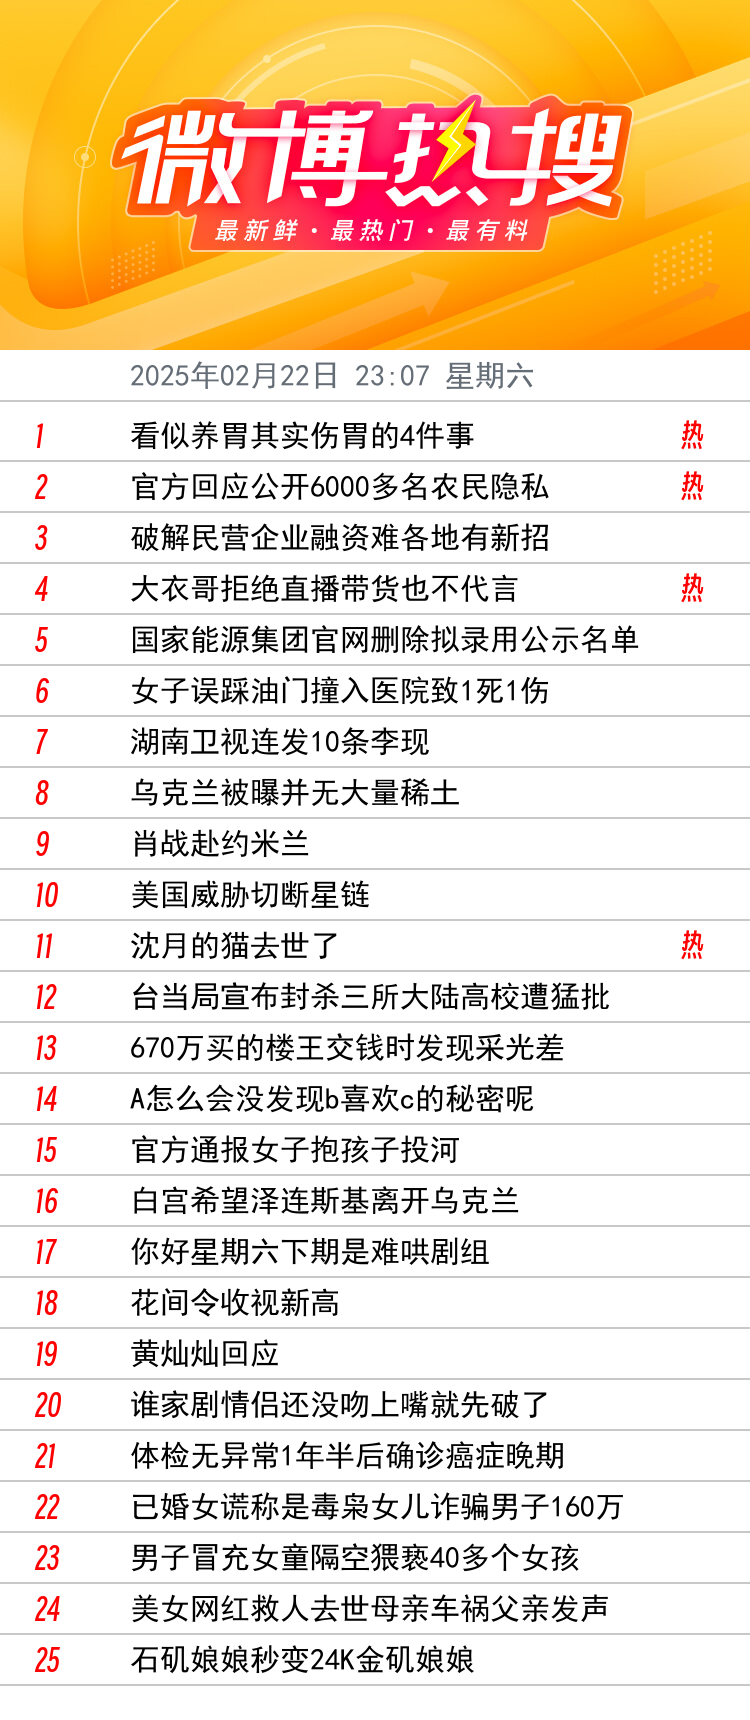 微博热搜
最新鲜·最热门·最有料
2025年02月22日 23:07 星期六
1 看似养胃其实伤胃的4件事 热
2 官方回应公开6000多名农民隐私 热
3 破解民营企业融资难各地有新招
4 大衣哥拒绝直播带货也不代言 热
5 国家能源集团官网删除拟录用公示名单
6 女子误踩油门撞入医院致1死1伤
7 湖南卫视连发10条李现
8 乌克兰被曝并无大量稀土
9 肖战赴约米兰
10 美国威胁切断星链
11 沈月的猫去世了 热
12 台当局宣布封杀三所大陆高校遭猛批
13 670万买的楼王交钱时发现采光差
14 A怎么会没发现b喜欢c的秘密呢
15 官方通报女子抱孩子投河
16 白宫希望泽连斯基离开乌克兰
17 你好星期六下期是难哄剧组
18 花间令收视新高
19 黄灿灿回应
20 谁家剧情侣还没吻上嘴就先破了
21 体检无异常1年半后确诊癌症晚期
22 已婚女谎称是毒枭女儿诈骗男子160万
23 男子冒充女童隔空猥亵40多个女孩
24 美女网红救人去世母亲车祸父亲发声
25 石矶娘娘秒变24K金矶娘娘